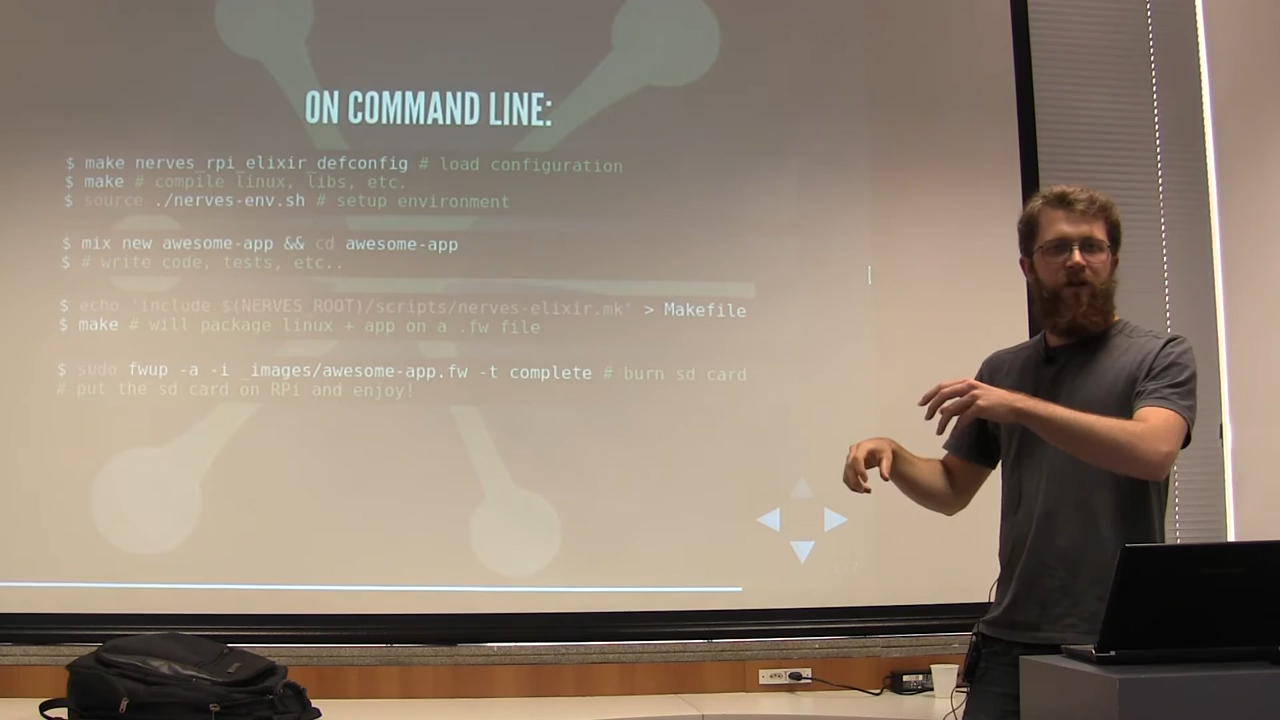 ON COMMAND LINE:
$ make nerves_rpi_elixir_defconfig # load configuration
$ make # compile linux, libs, etc.
$ source ./nerves-env.sh # setup environment
$ mix new awesome-app && cd awesome-app
$ # write code, tests, etc..
$ echo 'include $(NERVES_ROOT)/scripts/nerves-elixir.mk' > Makefile
$ make # will package linux + app on a .fw file
$ sudo fwup -a -i _images/awesome-app.fw -t complete # burn sd card
# put the sd card on RPi and enjoy!